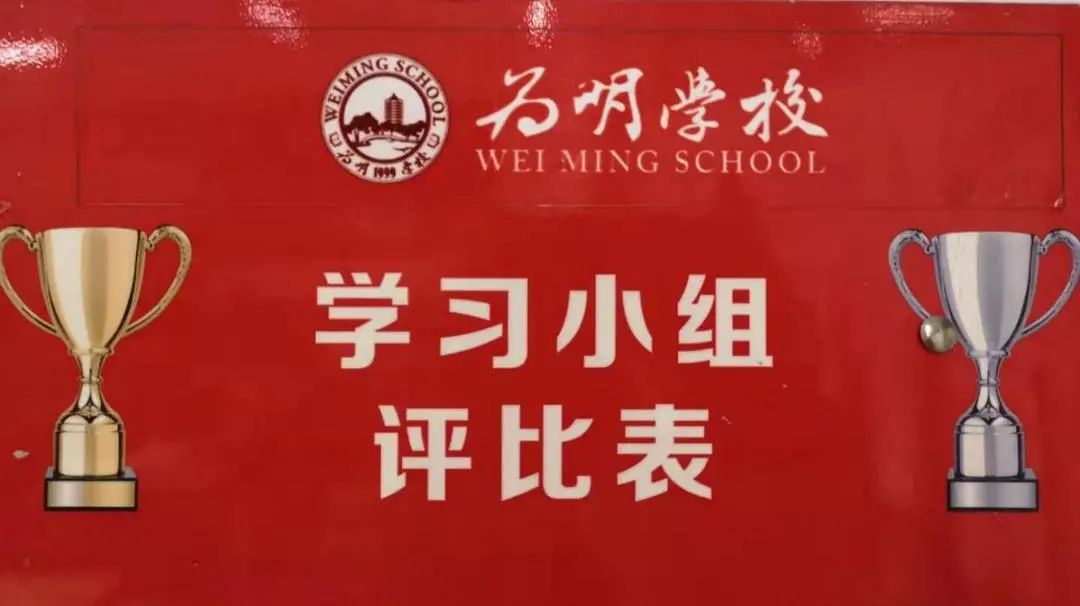 WEIMING SCHOOL
为明 1999 学校
为明学校
WEI MING SCHOOL
学习小组
评比表